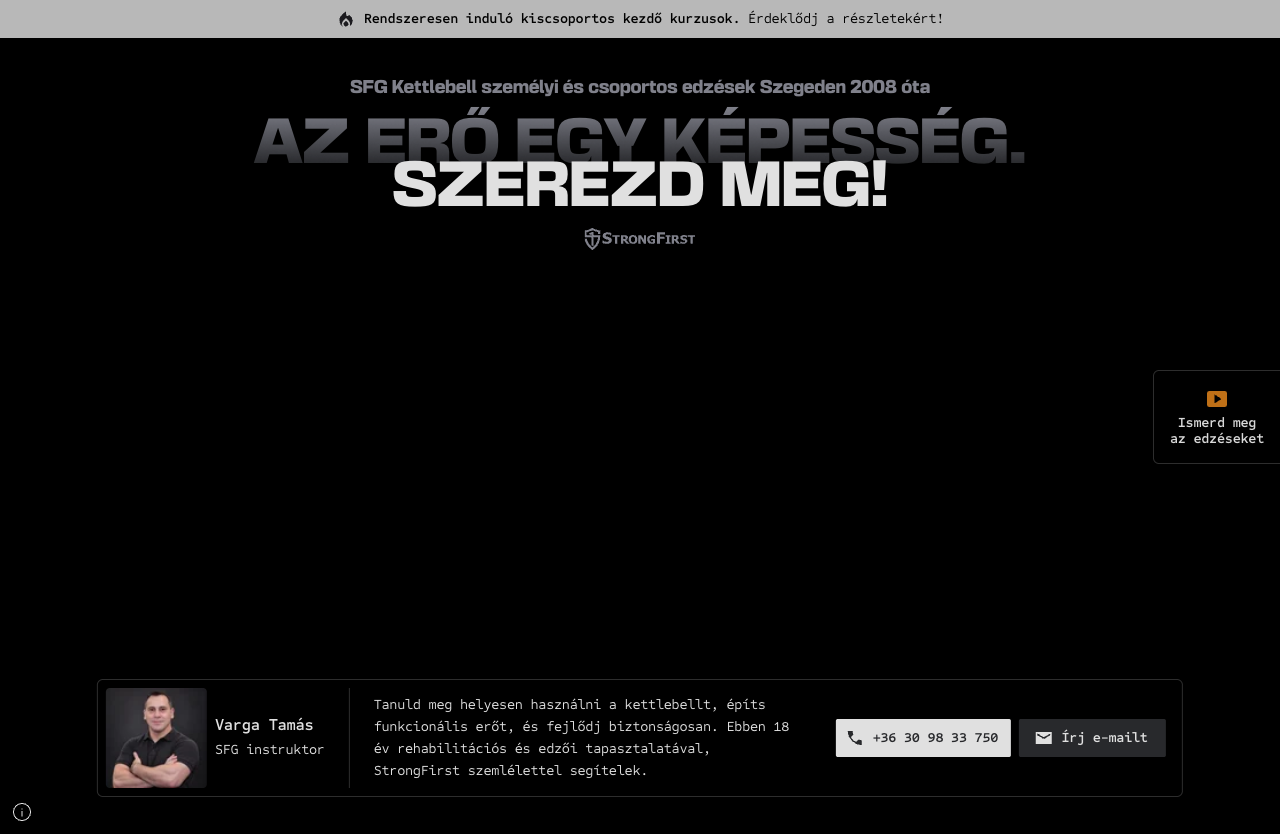 Rendszeresen induló kiscsoportos kezdő kurzusok. Érdeklődj a részletekért!
SFG Kettlebell személyi és csoportos edzések Szegeden 2008 óta
AZ ERŐ EGY KÉPESSÉG.
SZEREZD MEG!
STRONGFIRST
Ismerd meg
az edzéseket
Varga Tamás
SFG instruktor
Tanuld meg helyesen használni a kettlebellt, építs
funkcionális erőt, és fejlődj biztonságosan. Ebben 18
év rehabilitációs és edzői tapasztalatával,
StrongFirst szemlélettel segítelek.
+36 30 98 33 750
Írj e-mailt